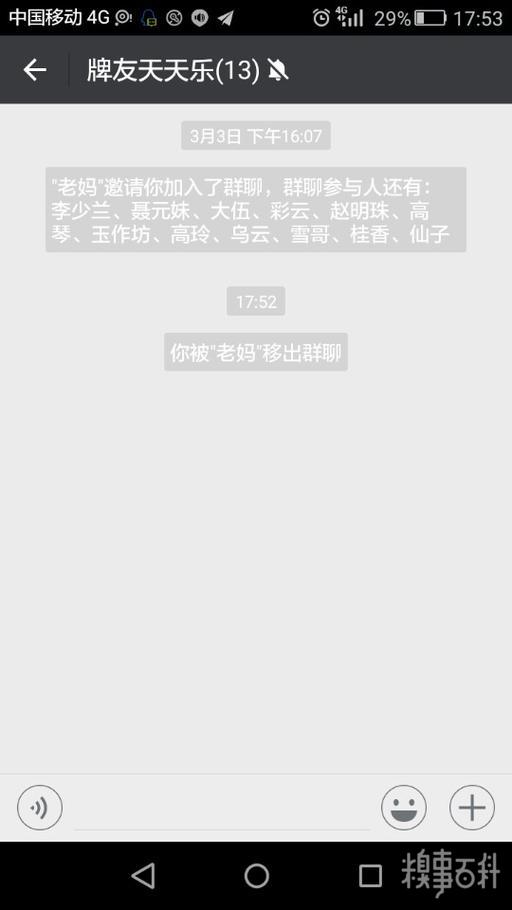 中国移动 4G 4G 29% 17:53
牌友天天乐(13)
3月3日 下午16:07
"老妈"邀请你加入了群聊，群聊参与人还有：
李少兰、聂元妹、大伍、彩云、赵明珠、高
琴、玉作坊、高玲、乌云、雪哥、桂香、仙子
17:52
你被"老妈"移出群聊
糗事百科